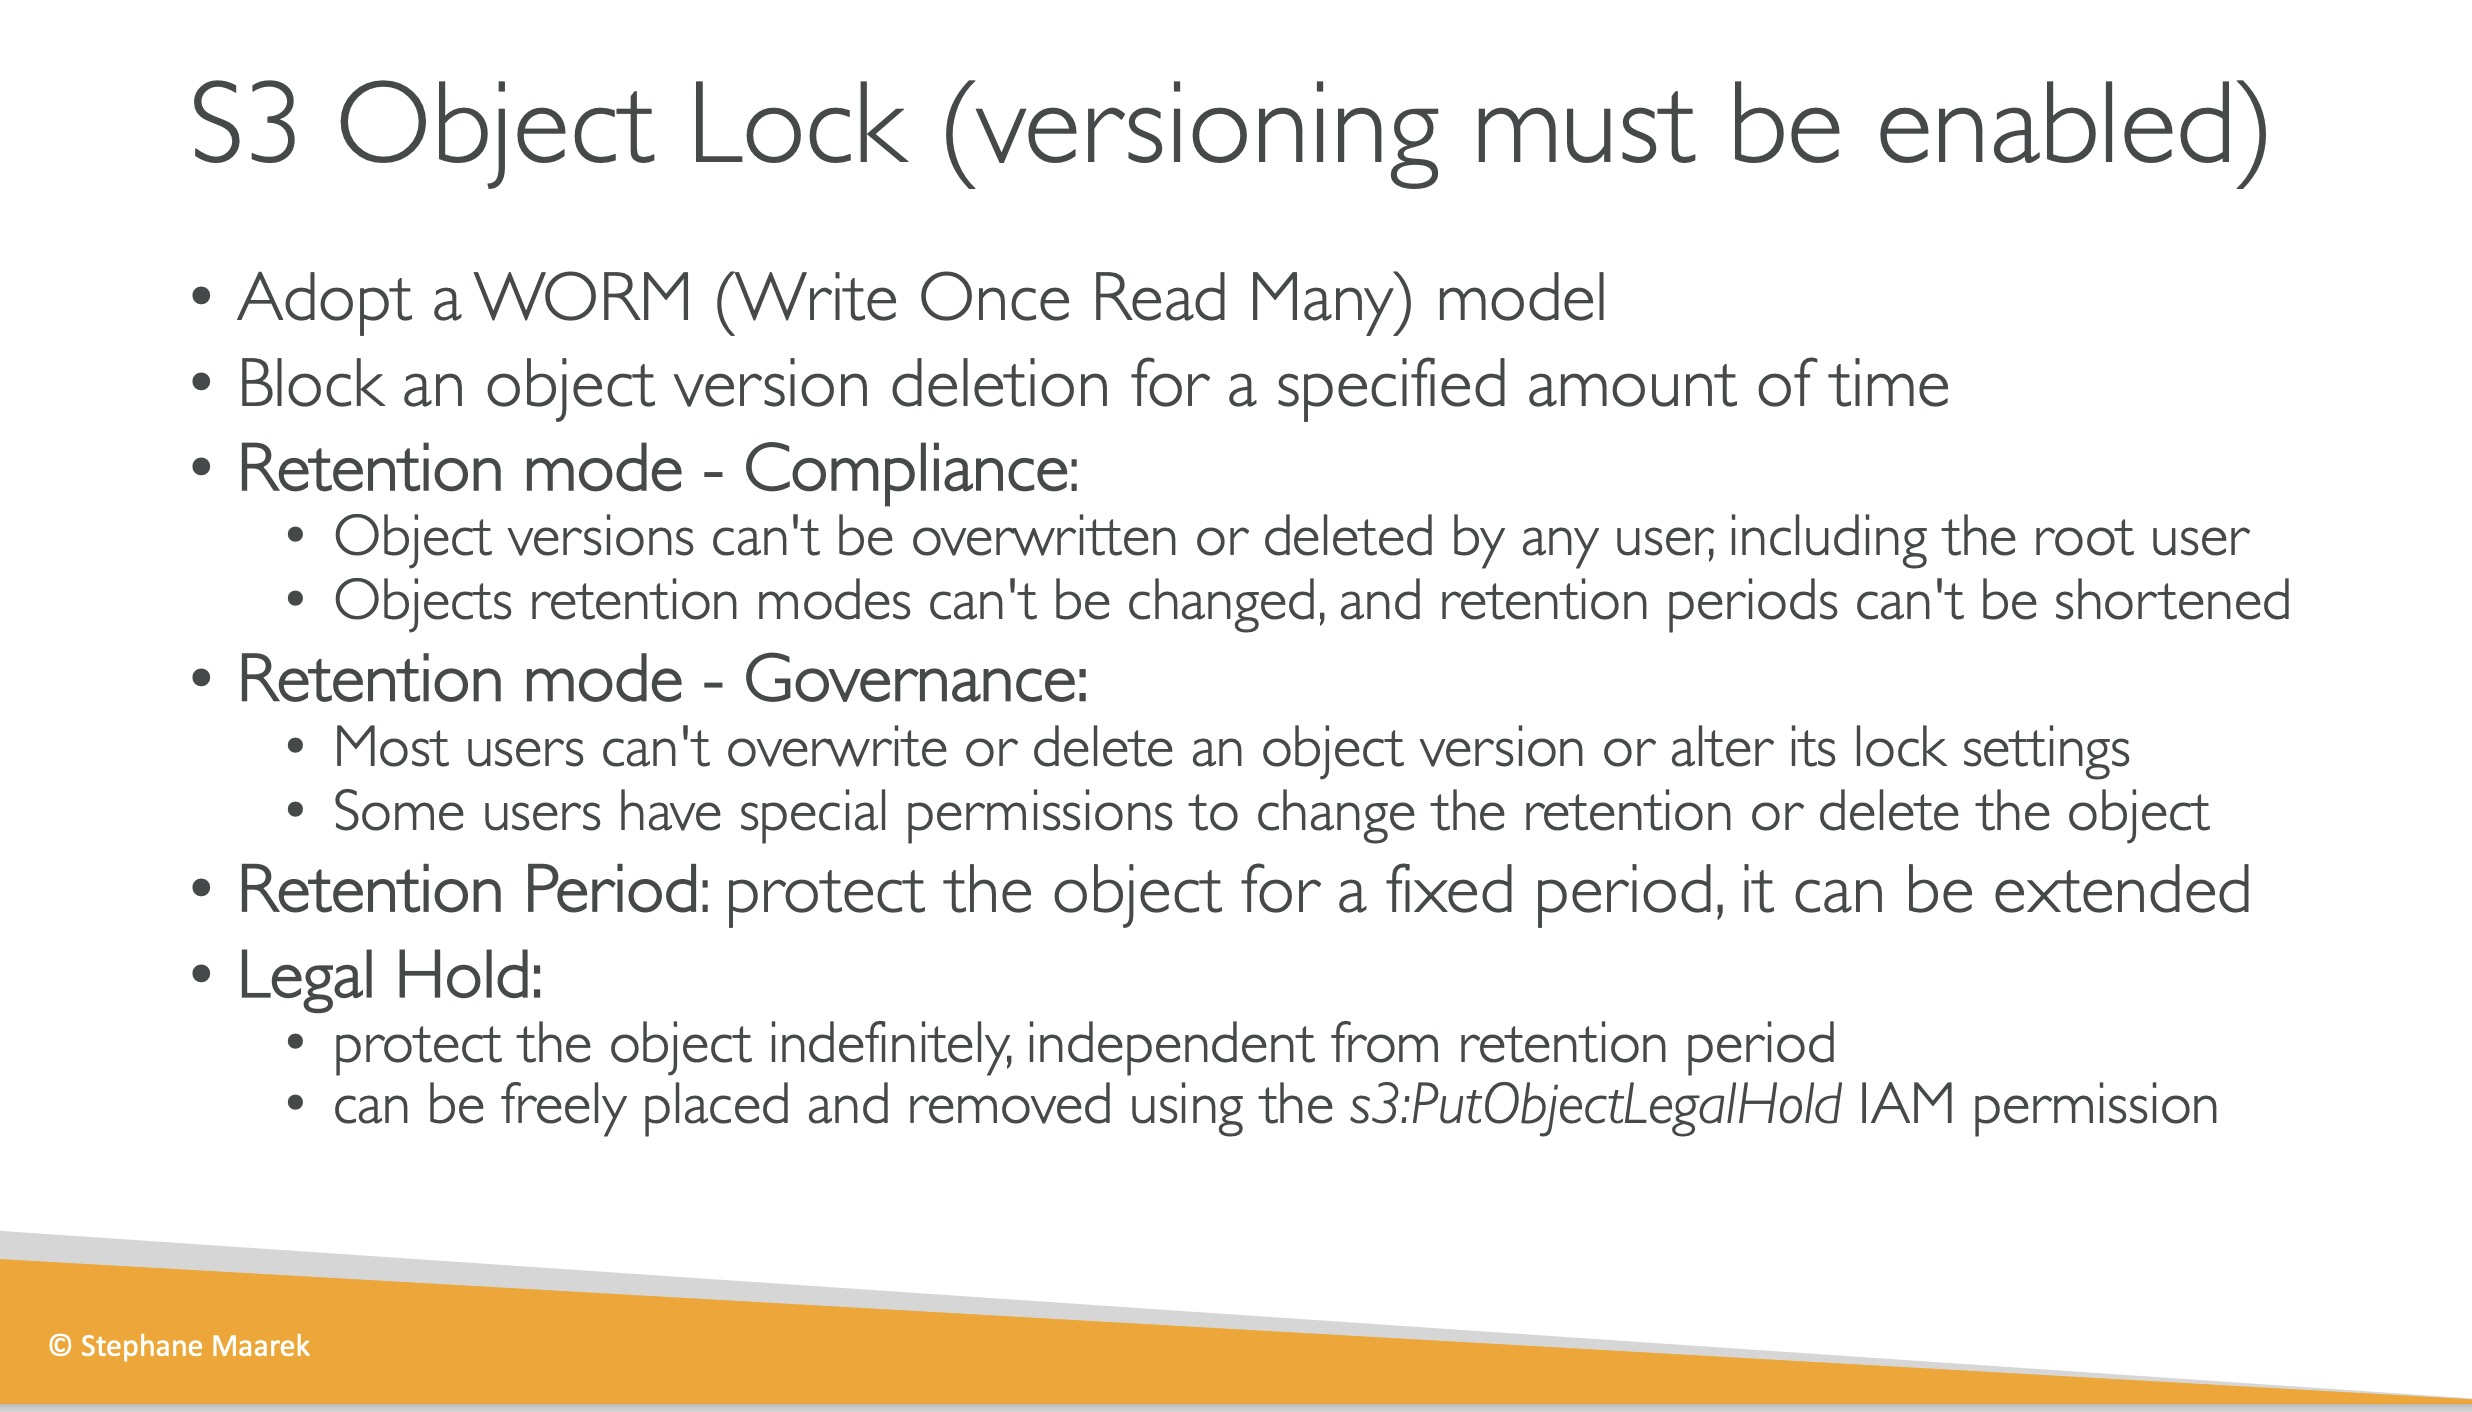 S3 Object Lock (versioning must be enabled)
• Adopt a WORM (Write Once Read Many) model
• Block an object version deletion for a specified amount of time
• Retention mode - Compliance:
• Object versions can't be overwritten or deleted by any user, including the root user
• Objects retention modes can't be changed, and retention periods can't be shortened
• Retention mode - Governance:
• Most users can't overwrite or delete an object version or alter its lock settings
• Some users have special permissions to change the retention or delete the object
• Retention Period: protect the object for a fixed period, it can be extended
• Legal Hold:
• protect the object indefinitely, independent from retention period
• can be freely placed and removed using the s3:PutObjectLegalHold IAM permission
© Stephane Maarek